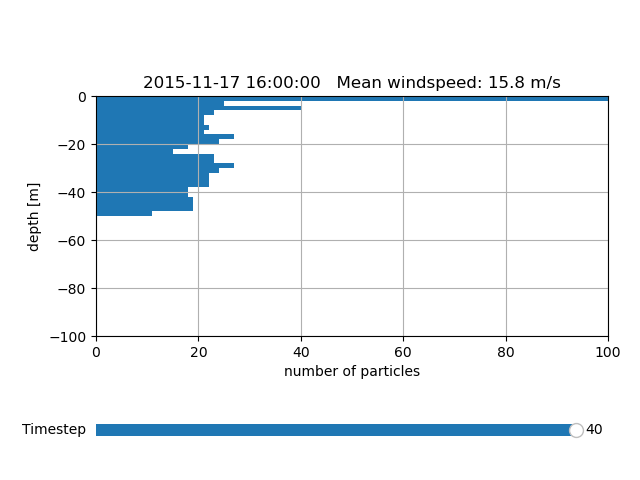 2015-11-17 16:00:00   Mean windspeed: 15.8 m/s
0
−20
−40
−60
−80
−100
depth [m]
0 20 40 60 80 100
number of particles
Timestep 40